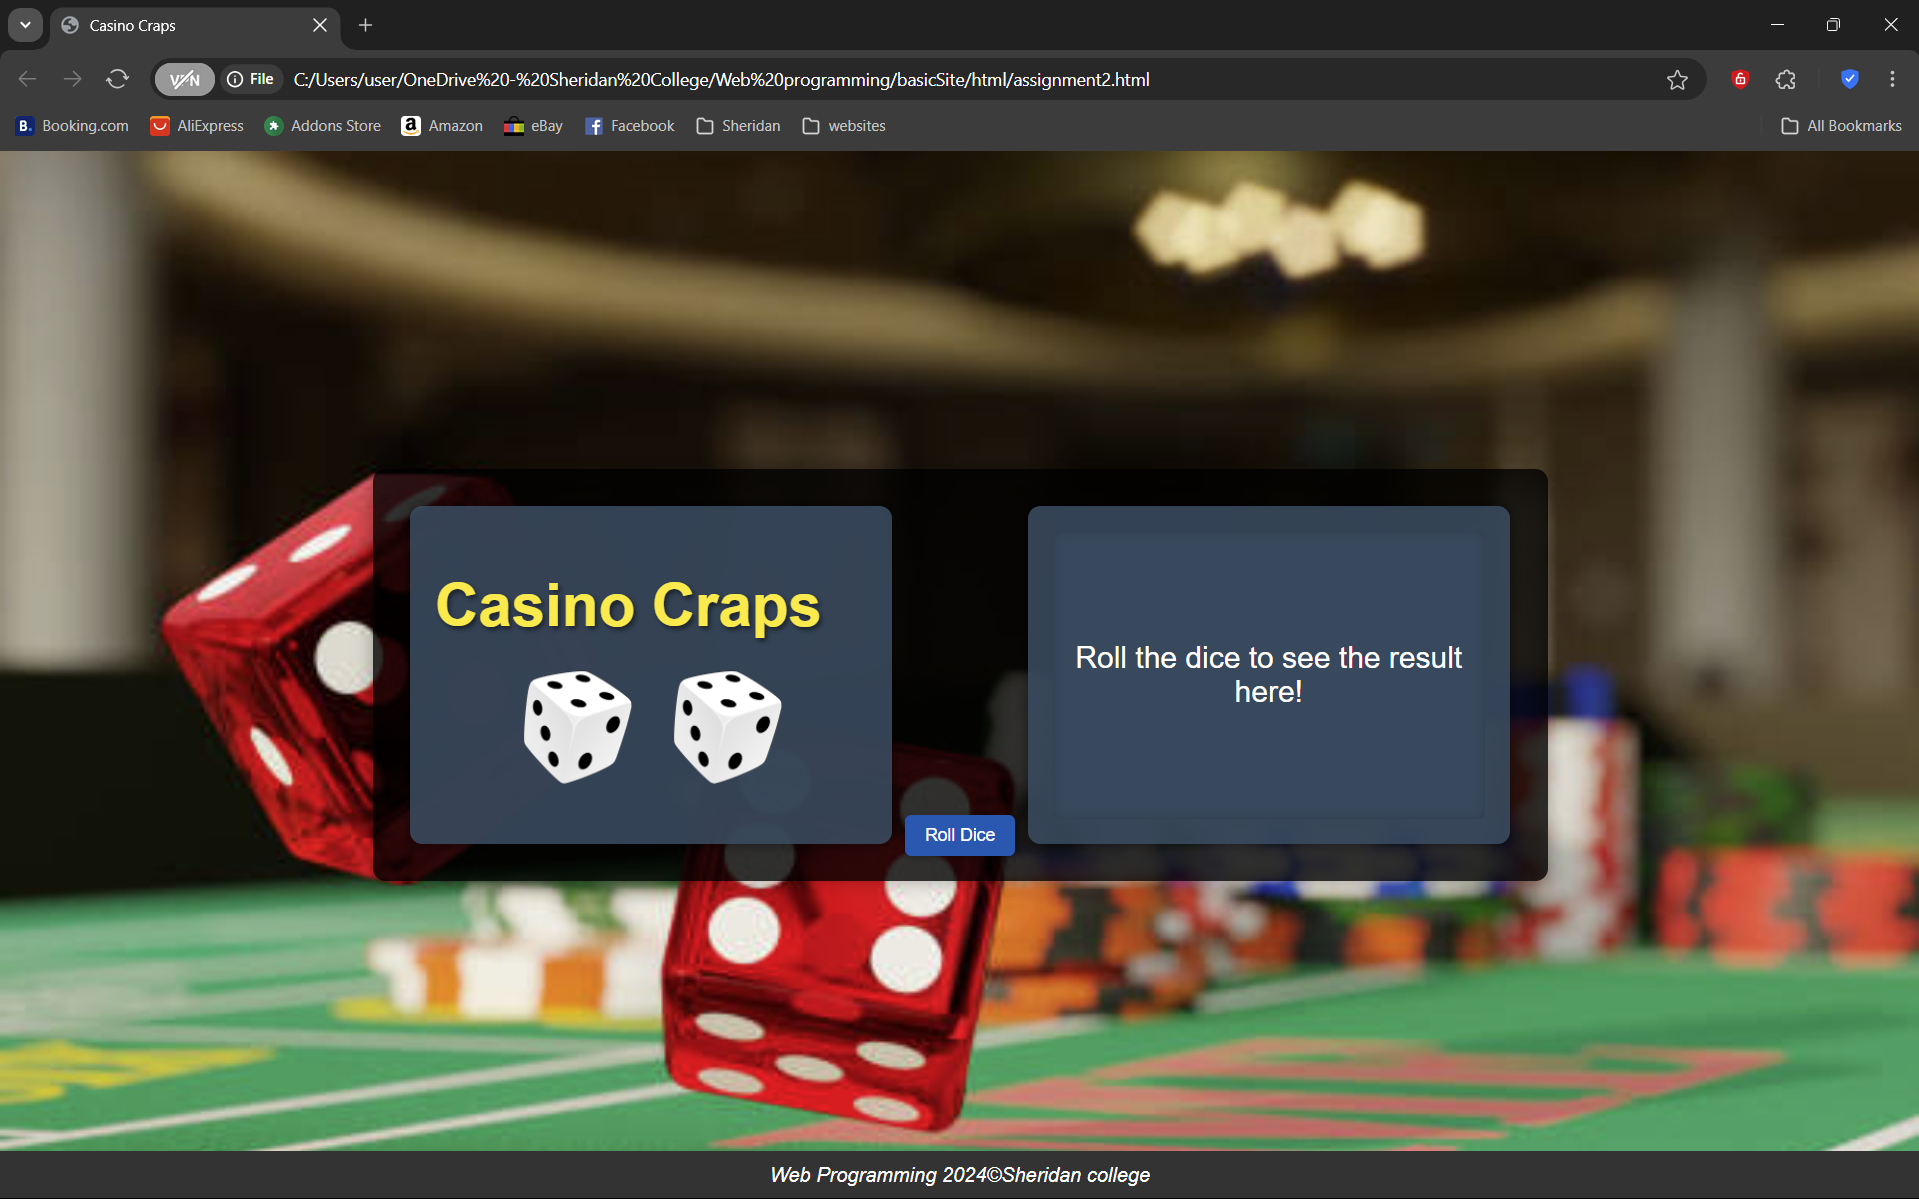 Casino Craps
VPN
File
C:/Users/user/OneDrive%20-%20Sheridan%20College/Web%20programming/basicSite/html/assignment2.html
B. Booking.com
AliExpress
Addons Store
a Amazon
eBay
f Facebook
Sheridan
websites
All Bookmarks
Casino Craps
Roll the dice to see the result
here!
Roll Dice
Web Programming 2024©Sheridan college